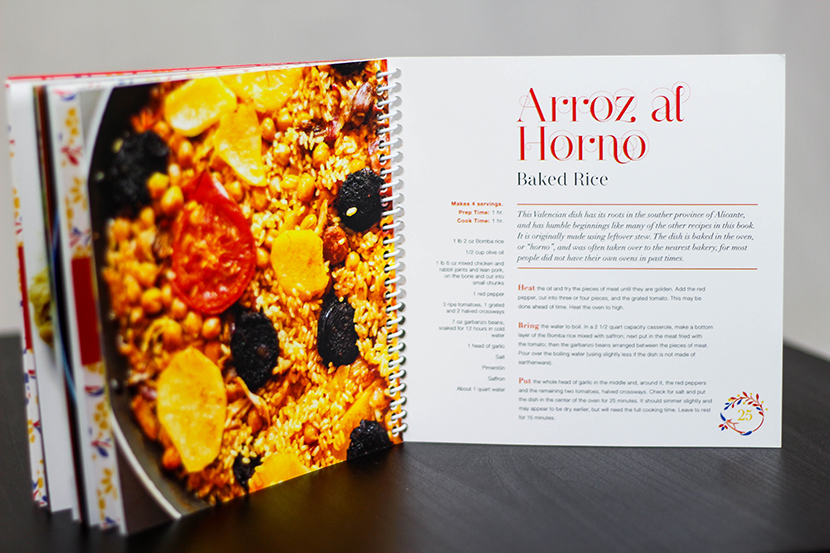 Arroz al
Horno
Baked Rice
Makes 4 servings.
Prep Time: 1 hr.
Cook Time: 1 hr.
1 lb 2 oz Bomba rice
1/2 cup olive oil
1 lb 5 oz mixed chicken and
rabbit joints and lean pork,
on the bone and cut into
small chunks
1 red pepper
3 ripe tomatoes, 1 grated
and 2 halved crossways
7 oz garbanzo beans,
soaked for 12 hours in cold
water
1 head of garlic
Salt
Pimentón
Saffron
About 1 quart water
This Valencian dish has its roots in the souther province of Alicante,
and has humble beginnings like many of the other recipes in this book.
It is originally made using leftover stew. The dish is baked in the oven,
or "horno", and was often taken over to the nearest bakery, for most
people did not have their own ovens in past times.
Heat the oil and fry the pieces of meat until they are golden. Add the red
pepper, cut into three or four pieces, and the grated tomato. This may be
done ahead of time. Heat the oven to high.
Bring the water to boil. In a 2 1/2 quart capacity casserole, make a bottom
layer of the Bomba rice mixed with saffron, next put in the meat fried with
the tomato; then the garbanzo beans arranged between the pieces of meat.
Pour over the boiling water (using slightly less if the dish is not made of
earthenware).
Put the whole head of garlic in the middle and, around it, the red peppers
and the remaining two tomatoes, halved crossways. Check for salt and put
the dish in the center of the oven for 25 minutes. It should simmer slightly and
may appear to be dry earlier, but will need the full cooking time. Leave to rest
for 15 minutes.
25